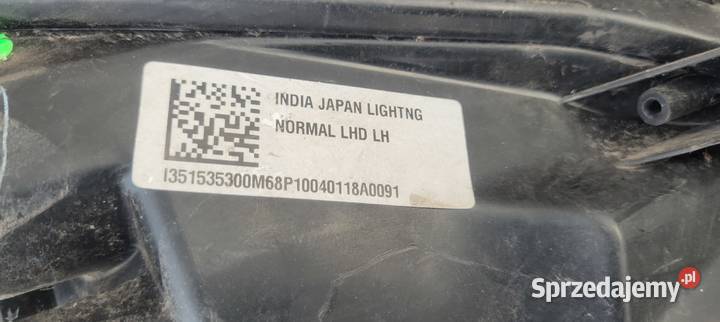 INDIA JAPAN LIGHTNG
NORMAL LHD LH
I351535300M68P10040118A0091
Sprzedajemy.pl